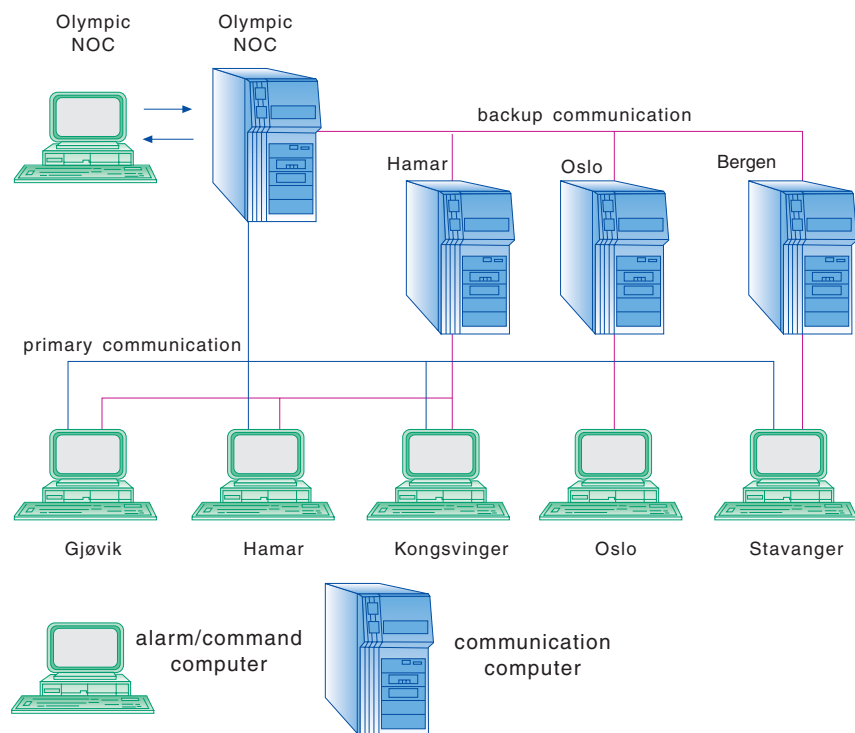 Olympic
NOC
Olympic
NOC
backup communication
Hamar
Oslo
Bergen
primary communication
Gjøvik
Hamar
Kongsvinger
Oslo
Stavanger
alarm/command
computer
communication
computer